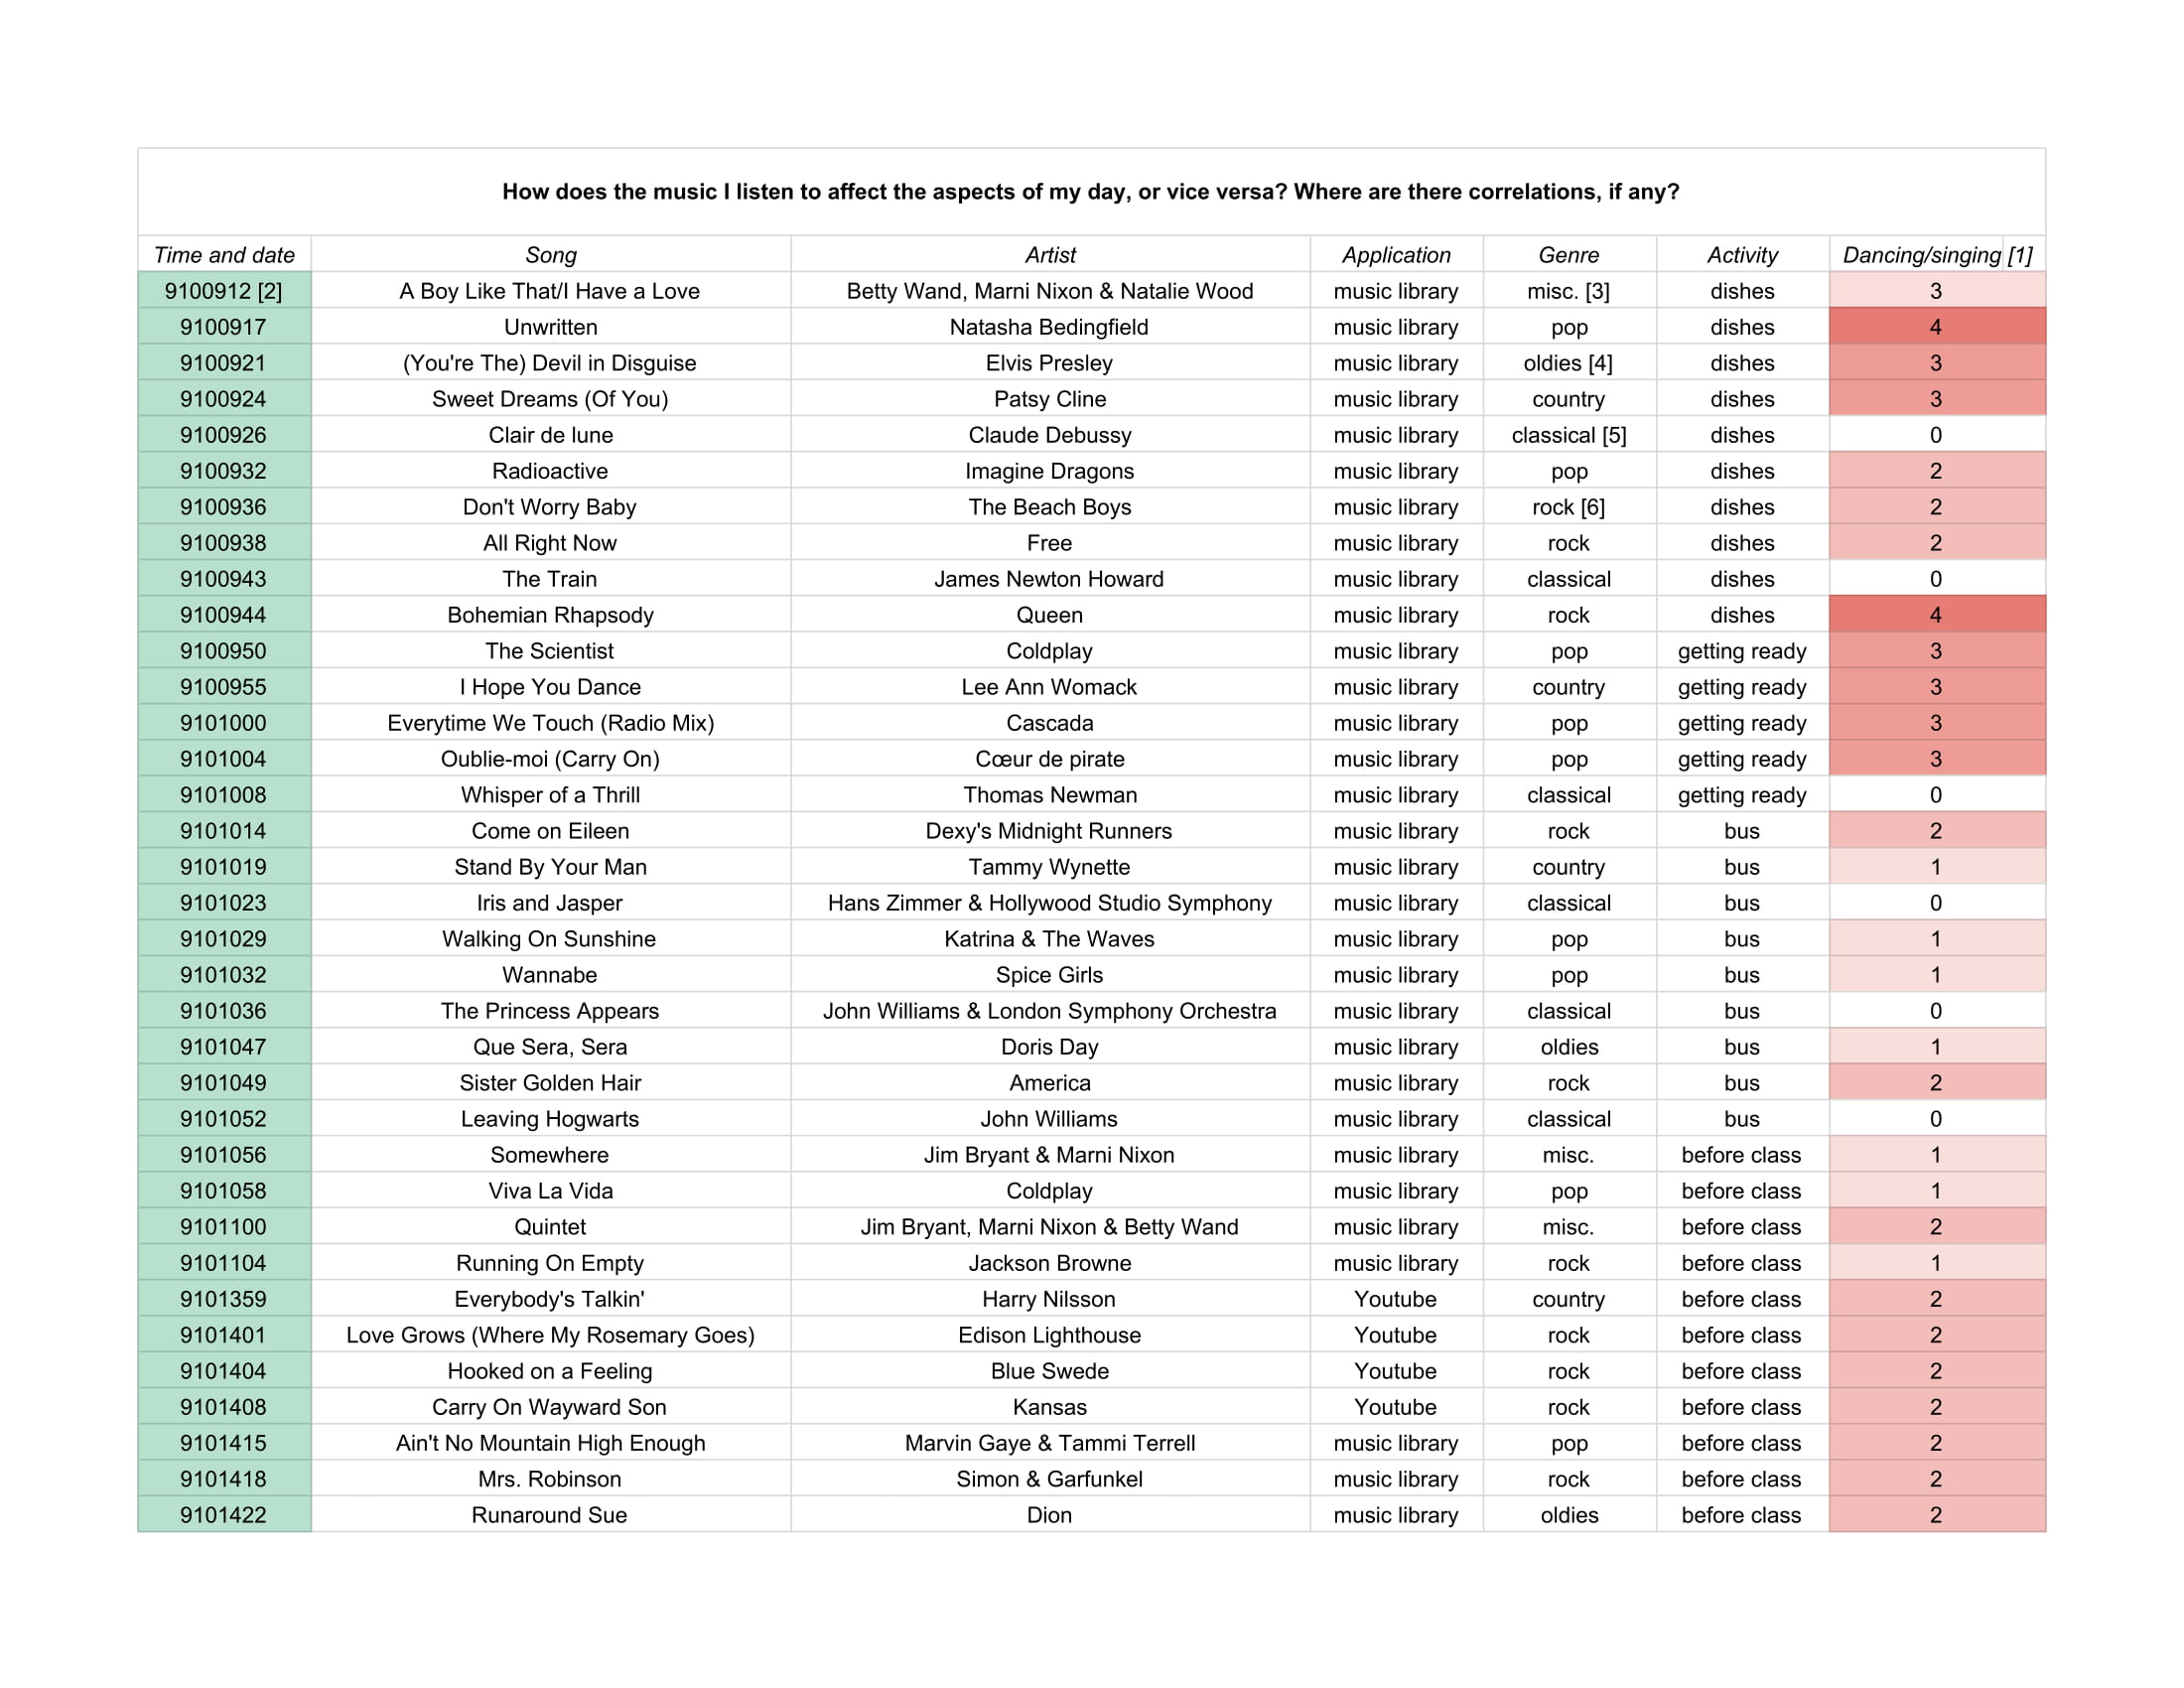 How does the music I listen to affect the aspects of my day, or vice versa? Where are there correlations, if any?
Time and date Song Artist Application Genre Activity Dancing/singing [1]
9100912 [2] A Boy Like That/I Have a Love Betty Wand, Marni Nixon & Natalie Wood music library misc. [3] dishes 3
9100917 Unwritten Natasha Bedingfield music library pop dishes 4
9100921 (You're The) Devil in Disguise Elvis Presley music library oldies [4] dishes 3
9100924 Sweet Dreams (Of You) Patsy Cline music library country dishes 3
9100926 Clair de lune Claude Debussy music library classical [5] dishes 0
9100932 Radioactive Imagine Dragons music library pop dishes 2
9100936 Don't Worry Baby The Beach Boys music library rock [6] dishes 2
9100938 All Right Now Free music library rock dishes 2
9100943 The Train James Newton Howard music library classical dishes 0
9100944 Bohemian Rhapsody Queen music library rock dishes 4
9100950 The Scientist Coldplay music library pop getting ready 3
9100955 I Hope You Dance Lee Ann Womack music library country getting ready 3
9101000 Everytime We Touch (Radio Mix) Cascada music library pop getting ready 3
9101004 Oublie-moi (Carry On) Cœur de pirate music library pop getting ready 3
9101008 Whisper of a Thrill Thomas Newman music library classical getting ready 0
9101014 Come on Eileen Dexy's Midnight Runners music library rock bus 2
9101019 Stand By Your Man Tammy Wynette music library country bus 1
9101023 Iris and Jasper Hans Zimmer & Hollywood Studio Symphony music library classical bus 0
9101029 Walking On Sunshine Katrina & The Waves music library pop bus 1
9101032 Wannabe Spice Girls music library pop bus 1
9101036 The Princess Appears John Williams & London Symphony Orchestra music library classical bus 0
9101047 Que Sera, Sera Doris Day music library oldies bus 1
9101049 Sister Golden Hair America music library rock bus 2
9101052 Leaving Hogwarts John Williams music library classical bus 0
9101056 Somewhere Jim Bryant & Marni Nixon music library misc. before class 1
9101058 Viva La Vida Coldplay music library pop before class 1
9101100 Quintet Jim Bryant, Marni Nixon & Betty Wand music library misc. before class 2
9101104 Running On Empty Jackson Browne music library rock before class 1
9101359 Everybody's Talkin' Harry Nilsson Youtube country before class 2
9101401 Love Grows (Where My Rosemary Goes) Edison Lighthouse Youtube rock before class 2
9101404 Hooked on a Feeling Blue Swede Youtube rock before class 2
9101408 Carry On Wayward Son Kansas Youtube rock before class 2
9101415 Ain't No Mountain High Enough Marvin Gaye & Tammi Terrell music library pop before class 2
9101418 Mrs. Robinson Simon & Garfunkel music library rock before class 2
9101422 Runaround Sue Dion music library oldies before class 2